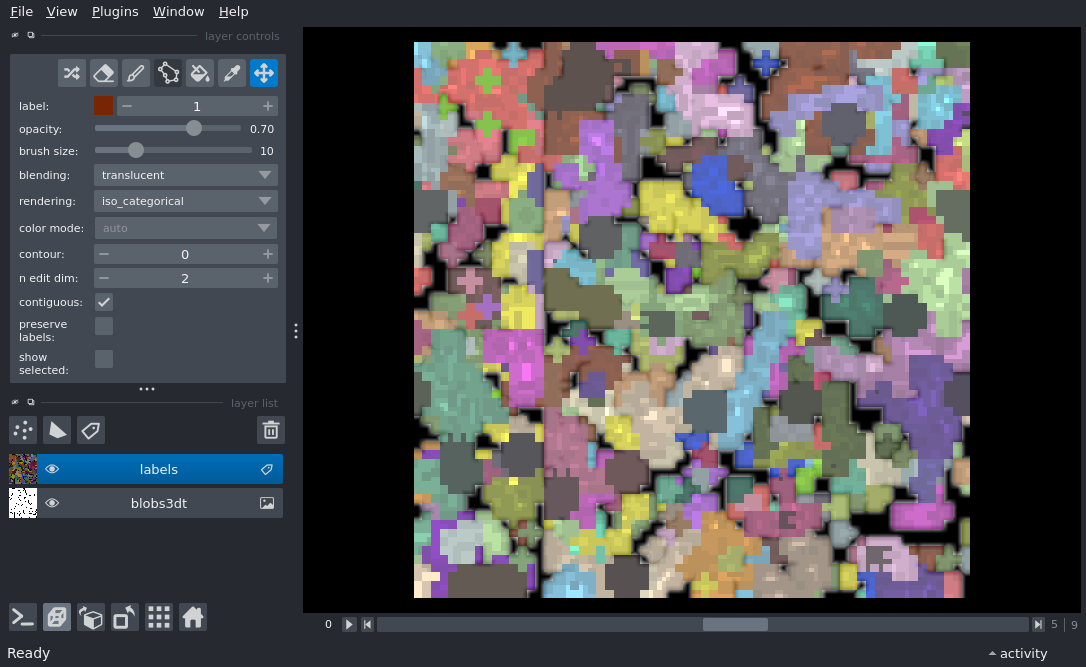 File View Plugins Window Help
layer controls
label: 1
opacity: 0.70
brush size: 10
blending: translucent
rendering: iso_categorical
color mode: auto
contour: 0
n edit dim: 2
contiguous:
preserve
labels:
show
selected:
layer list
labels
blobs3dt
0 5 | 9
Ready activity